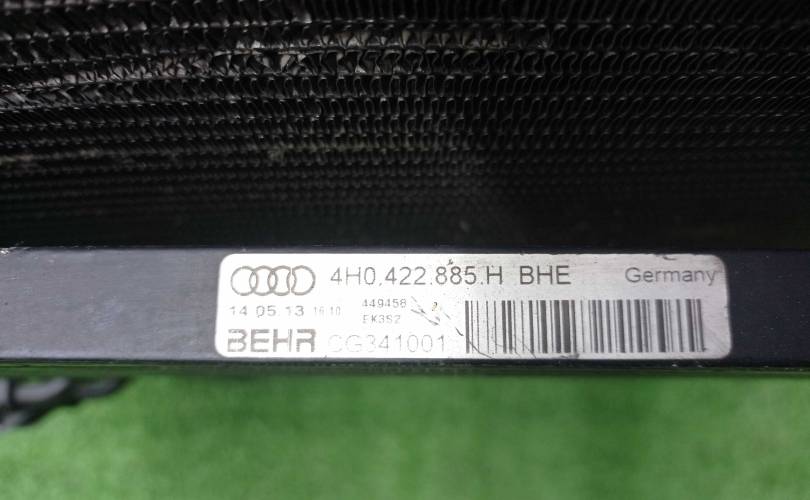 4H0.422.885.H BHE Germany
14 05.13 16:10 449458
EK3S2
BEHR CG341001